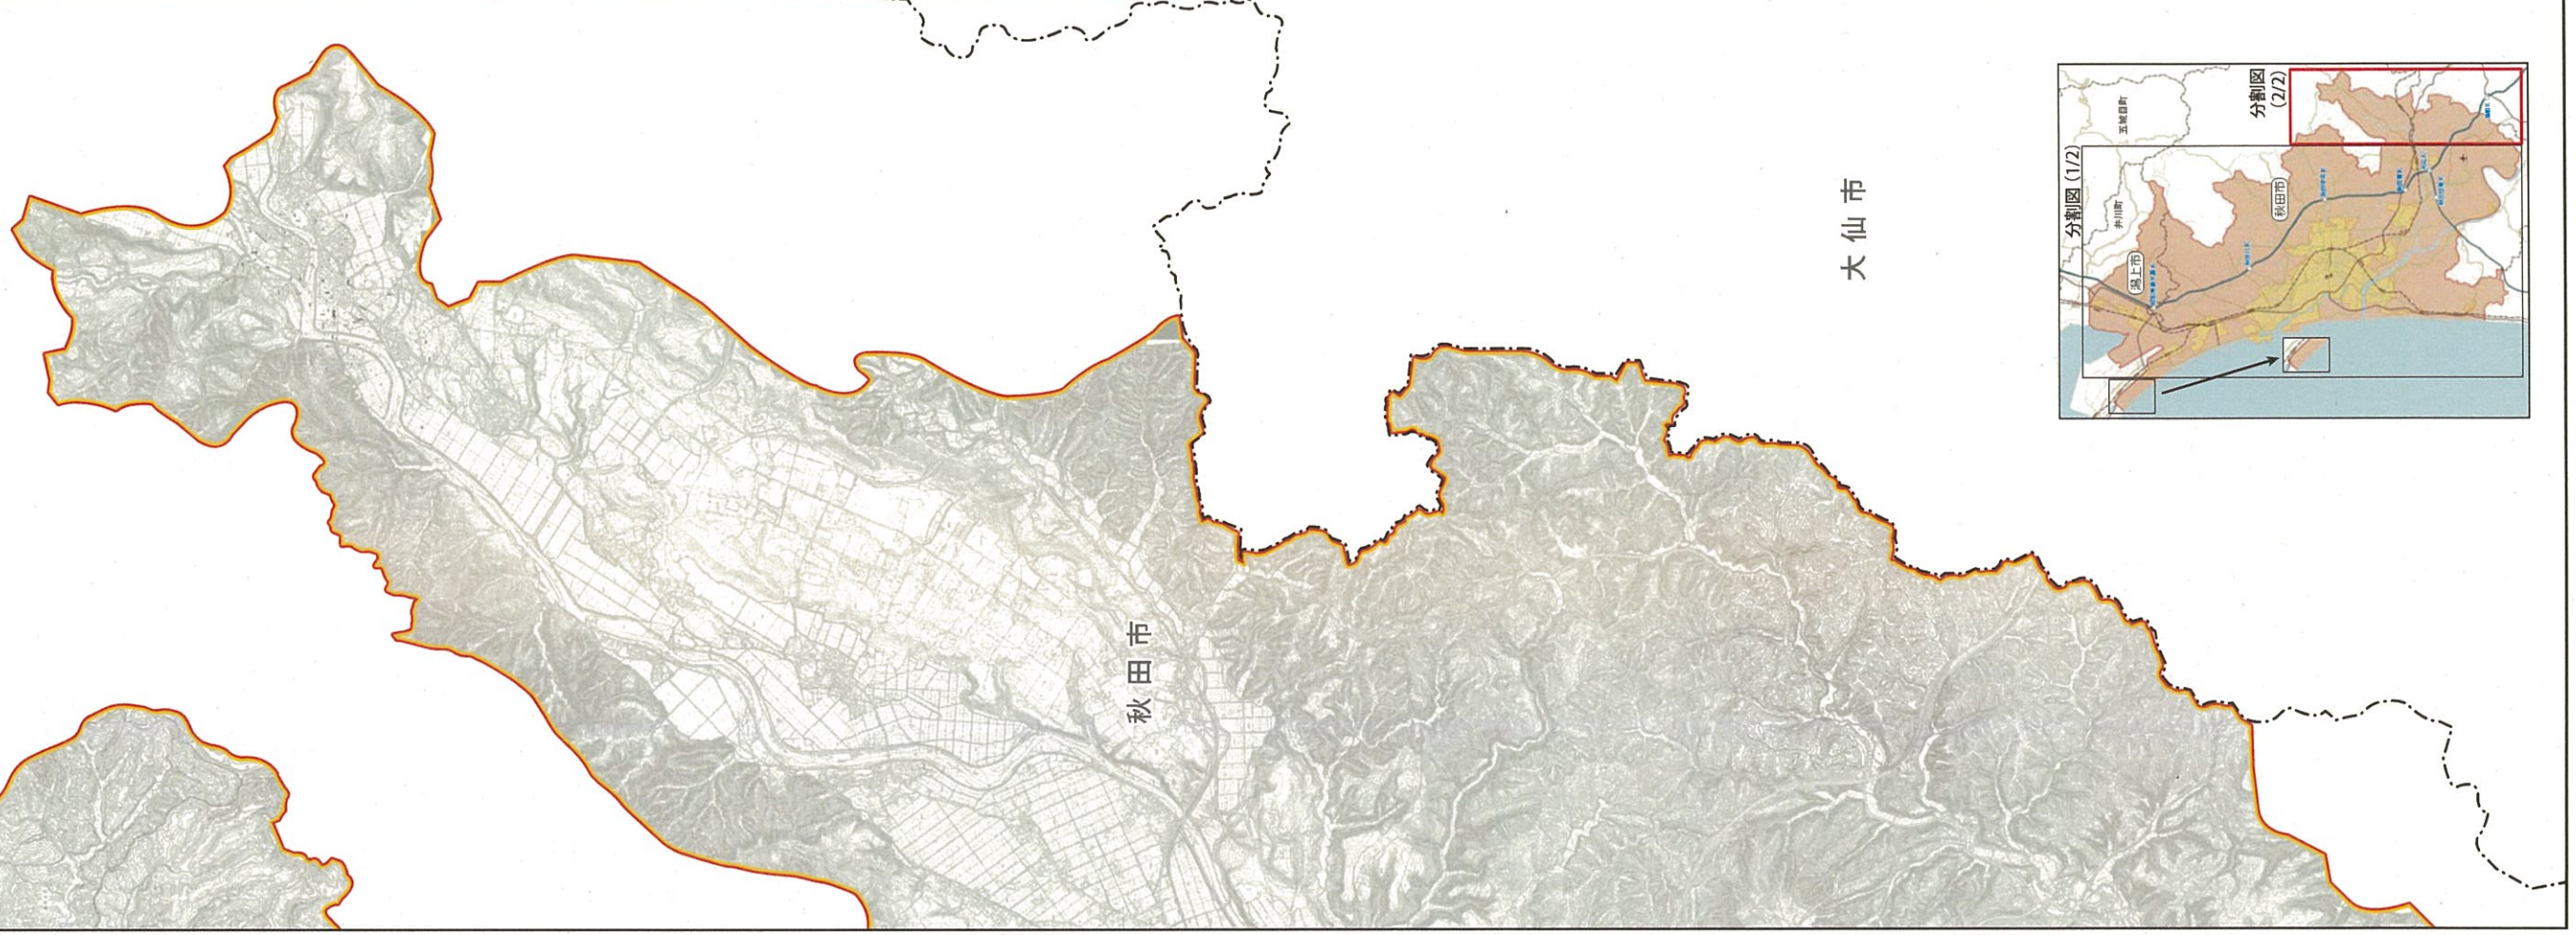 大仙市
秋田市
分割図
(2/2)
分割図 (1/2)
五城目町
井川町
潟上市
秋田市